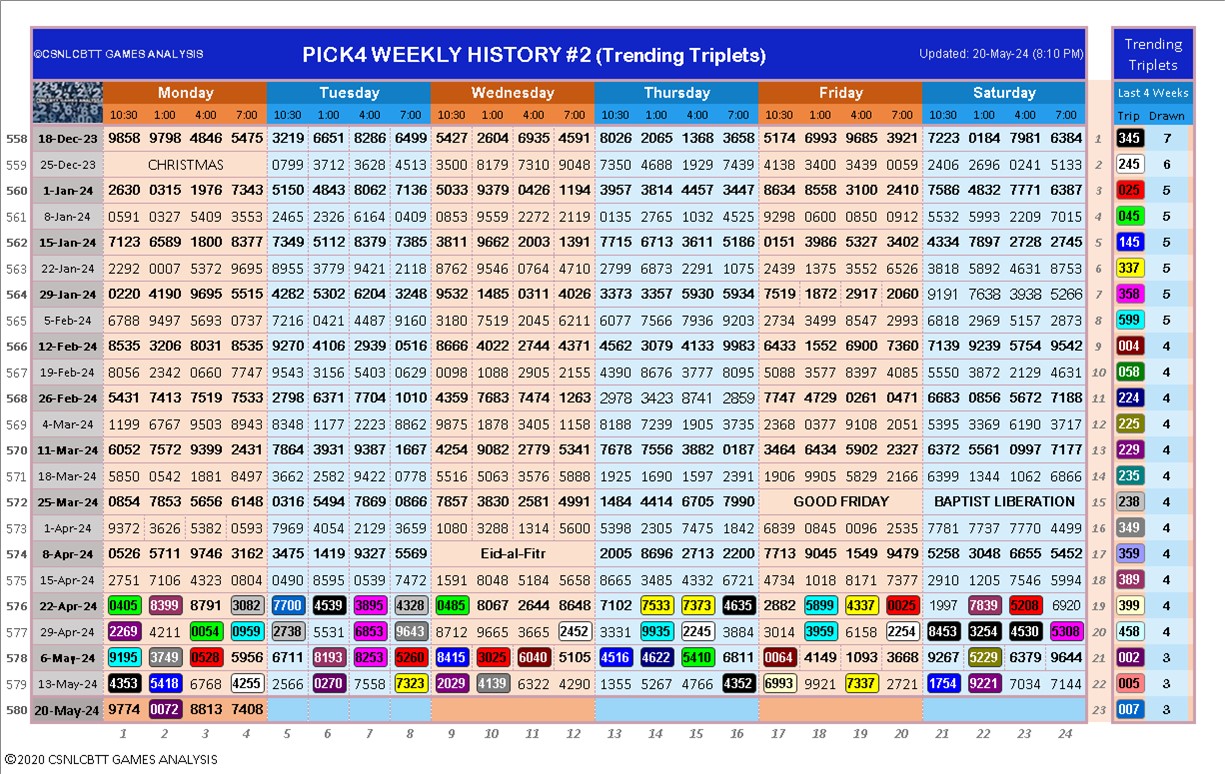 ©CSNLCBTT GAMES ANALYSIS PICK4 WEEKLY HISTORY #2 (Trending Triplets) Updated: 20-May-24 (8:10 PM) Trending Triplets
Monday Tuesday Wednesday Thursday Friday Saturday Last 4 Weeks
10:30 1:00 4:00 7:00 10:30 1:00 4:00 7:00 10:30 1:00 4:00 7:00 10:30 1:00 4:00 7:00 10:30 1:00 4:00 7:00 10:30 1:00 4:00 7:00 Trip Drawn
558 18-Dec-23 9858 9798 4846 5475 3219 6651 8286 6499 5427 2604 6935 4591 8026 2065 1368 3658 5174 6993 9685 3921 7223 0184 7981 6384 1 345 7
559 25-Dec-23 CHRISTMAS 0799 3712 3628 4513 6500 8179 7310 9048 7350 4688 1929 7439 4138 3400 3439 0059 2406 2696 0241 5133 2 245 6
560 1-Jan-24 2630 0315 1976 7343 5150 4843 8062 7136 5033 9379 0426 1194 3957 3814 4457 3447 8634 8558 3100 2410 7586 4832 7771 6387 3 025 5
561 8-Jan-24 0591 0327 5409 3553 2465 2326 6164 0409 0853 9559 2272 2119 0135 2765 1032 4525 9298 0600 0850 0912 5532 5993 2209 7015 4 045 5
562 15-Jan-24 7123 6589 1800 8377 7349 5112 8379 7385 3811 9662 2003 1391 7715 6713 3611 5186 0151 3986 5327 3402 4334 7897 2728 2745 5 145 5
563 22-Jan-24 2292 0007 5372 9695 8955 3779 9421 2118 8762 9546 0764 4710 2799 6873 2291 1075 2439 1375 3552 6526 3818 5892 4631 8753 6 337 5
564 29-Jan-24 0220 4190 9695 5515 4282 5302 6204 3248 9532 1485 0311 4026 3373 3357 5930 5934 7519 1872 2917 2060 9191 7638 3938 5266 7 358 5
565 5-Feb-24 6788 9497 5693 0737 7216 0421 4487 9160 3180 7519 2045 6211 6077 7566 7936 9203 2734 3499 8547 2993 6818 2969 5157 2873 8 599 5
566 12-Feb-24 8535 3206 8031 8535 9270 4106 2939 0516 8666 4022 2744 4371 4562 3079 4133 9983 6433 1552 6900 7360 7139 9239 5754 9542 9 004 4
567 19-Feb-24 8056 2342 0660 7747 9543 3156 5403 0629 0098 1088 2905 2155 4390 8676 3777 8095 5088 3577 8397 4085 5550 3872 2129 4631 10 058 4
568 26-Feb-24 5431 7413 7519 7533 2798 6371 7704 1010 4359 7683 7474 1263 2978 3423 8741 2859 7747 4729 0261 0471 6683 0856 5672 7188 11 224 4
569 4-Mar-24 1199 6767 9503 8943 8348 1177 2223 8862 9875 1878 3405 1158 8188 7239 1905 3735 2368 0377 9108 2051 5395 3369 6190 3717 12 225 4
570 11-Mar-24 6052 7572 9399 2431 7864 3931 9387 1667 4254 9082 2779 5341 7678 7556 3882 0187 3464 6434 5902 2327 6372 5561 0997 7177 13 229 4
571 18-Mar-24 5850 0542 1881 8497 3662 2582 9422 0778 5516 5063 3576 5888 1925 1690 1597 2391 1906 9905 5825 2166 6399 1344 1062 6866 14 235 4
572 25-Mar-24 0854 7853 5656 6148 0316 5494 7869 0866 7857 3830 2581 4991 1484 4414 6705 7990 GOOD FRIDAY BAPTIST LIBERATION 15 238 4
573 1-Apr-24 9372 3626 5382 0593 7969 4054 2129 3659 1080 3288 1314 5600 5398 2305 7475 1842 6839 0845 0096 2535 7781 7737 7770 4499 16 349 4
574 8-Apr-24 0526 5711 9746 3162 3475 1419 9327 5569 Eid-al-Fitr 2005 8696 2713 2200 7713 9045 1549 9479 5258 3048 6655 5452 17 359 4
575 15-Apr-24 2751 7106 4323 0804 0490 8595 0539 7472 1591 8048 5184 5658 8665 3485 4332 6721 4734 1018 8171 7377 2910 1205 7546 5994 18 389 4
576 22-Apr-24 0405 8399 8791 3082 7700 4539 3895 4328 0485 8067 2644 8648 7102 7533 7373 4635 2882 5899 4337 0025 1997 7839 5208 6920 19 399 4
577 29-Apr-24 2269 4211 0054 0959 2738 5531 6853 9643 8712 9665 3665 2452 3331 9935 2245 3884 3014 3959 6158 2254 8453 3254 4530 5308 20 458 4
578 6-May-24 9195 3749 0528 5956 6711 8193 8253 5260 8415 3025 6040 5105 4516 4622 5410 6811 0064 4149 1093 3668 9267 5229 6379 9644 21 002 3
579 13-May-24 4353 5418 6768 4255 2566 0270 7558 7323 2029 4139 6322 4290 1355 5267 4766 4352 6993 9921 7337 2721 1754 9221 7034 7144 22 005 3
580 20-May-24 9774 0072 8813 7408 23 007 3
1 2 3 4 5 6 7 8 9 10 11 12 13 14 15 16 17 18 19 20 21 22 23 24
©2020 CSNLCBTT GAMES ANALYSIS